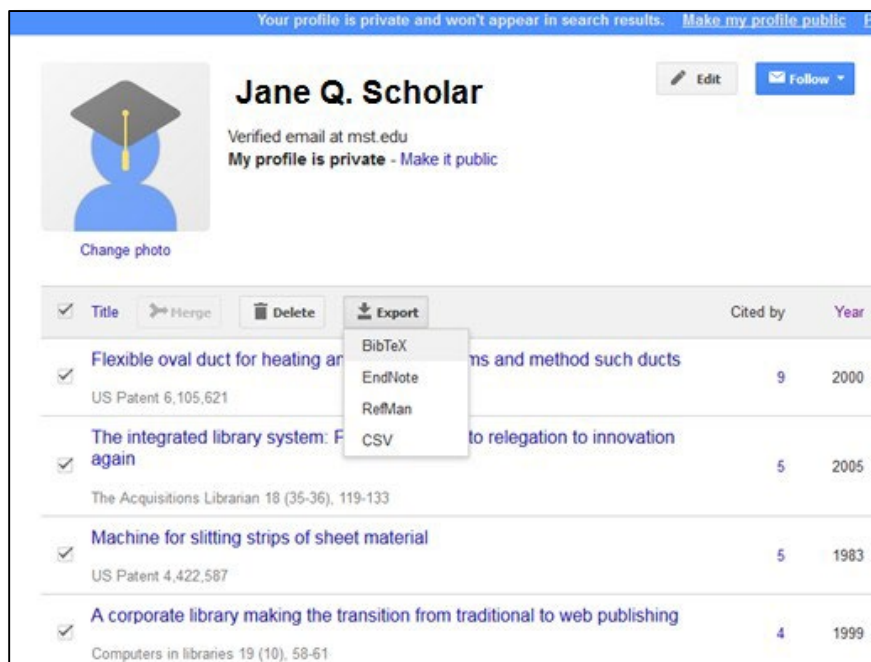 Your profile is private and won't appear in search results. Make my profile public
Jane Q. Scholar
Edit
Follow
Verified email at mst.edu
My profile is private - Make it public
Change photo
Title Merge Delete Export Cited by Year
BibTeX
EndNote
RefMan
CSV
Flexible oval duct for heating ms and method such ducts
US Patent 6,105,621
9 2000
The integrated library system: to relegation to innovation
again
The Acquisitions Librarian 18 (35-36), 119-133
5 2005
Machine for slitting strips of sheet material
US Patent 4,422,587
5 1983
A corporate library making the transition from traditional to web publishing
Computers in libraries 19 (10), 58-61
4 1999